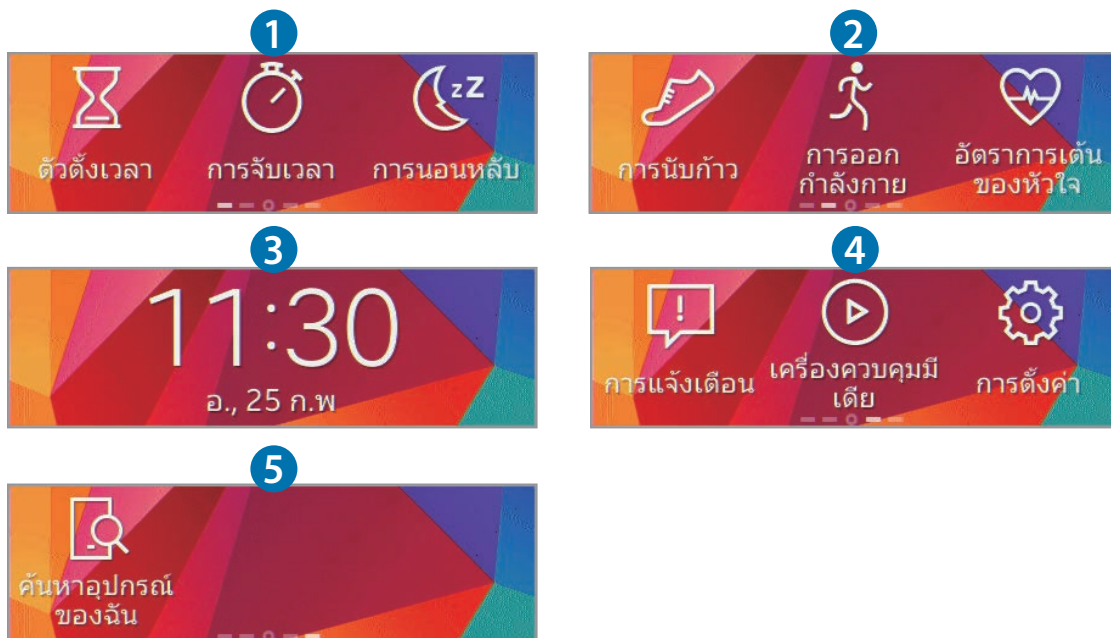 1
ตัวตั้งเวลา
การจับเวลา
zZ
การนอนหลับ
2
การนับก้าว
การออก
กำลังกาย
อัตราการเต้น
ของหัวใจ
3
11:30
อ., 25 ก.พ
4
!
การแจ้งเตือน
เครื่องควบคุมมี
เดีย
การตั้งค่า
5
ค้นหาอุปกรณ์
ของฉัน